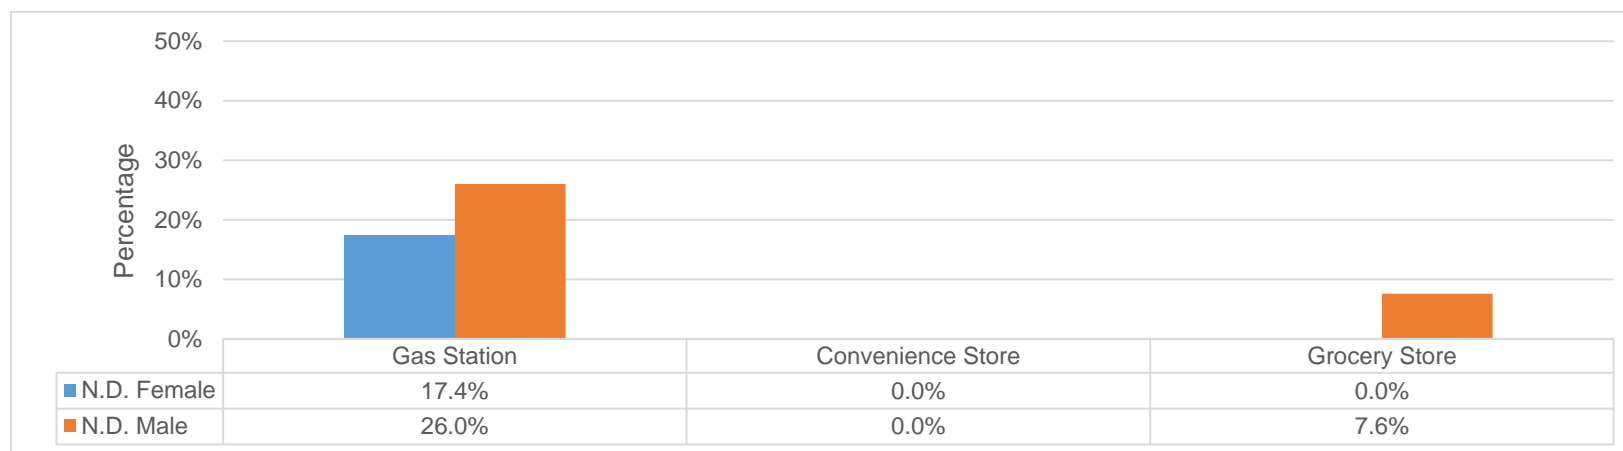 50%
40%
30%
20%
10%
0%
Percentage
Gas Station Convenience Store Grocery Store
N.D. Female 17.4% 0.0% 0.0%
N.D. Male 26.0% 0.0% 7.6%